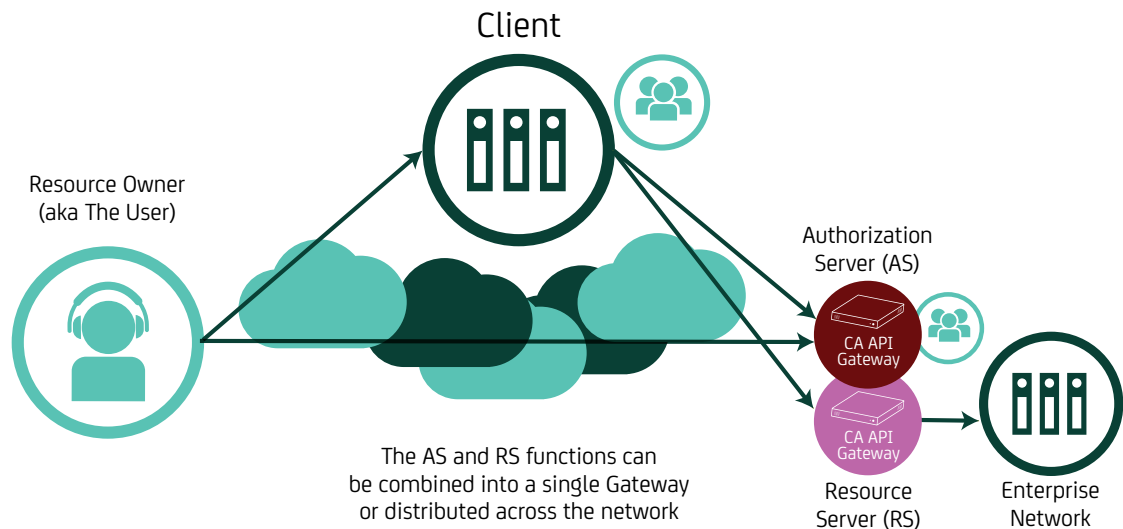 Client
Resource Owner
(aka The User)
Authorization
Server (AS)
CA API
Gateway
CA API
Gateway
The AS and RS functions can
be combined into a single Gateway
or distributed across the network
Resource
Server (RS)
Enterprise
Network